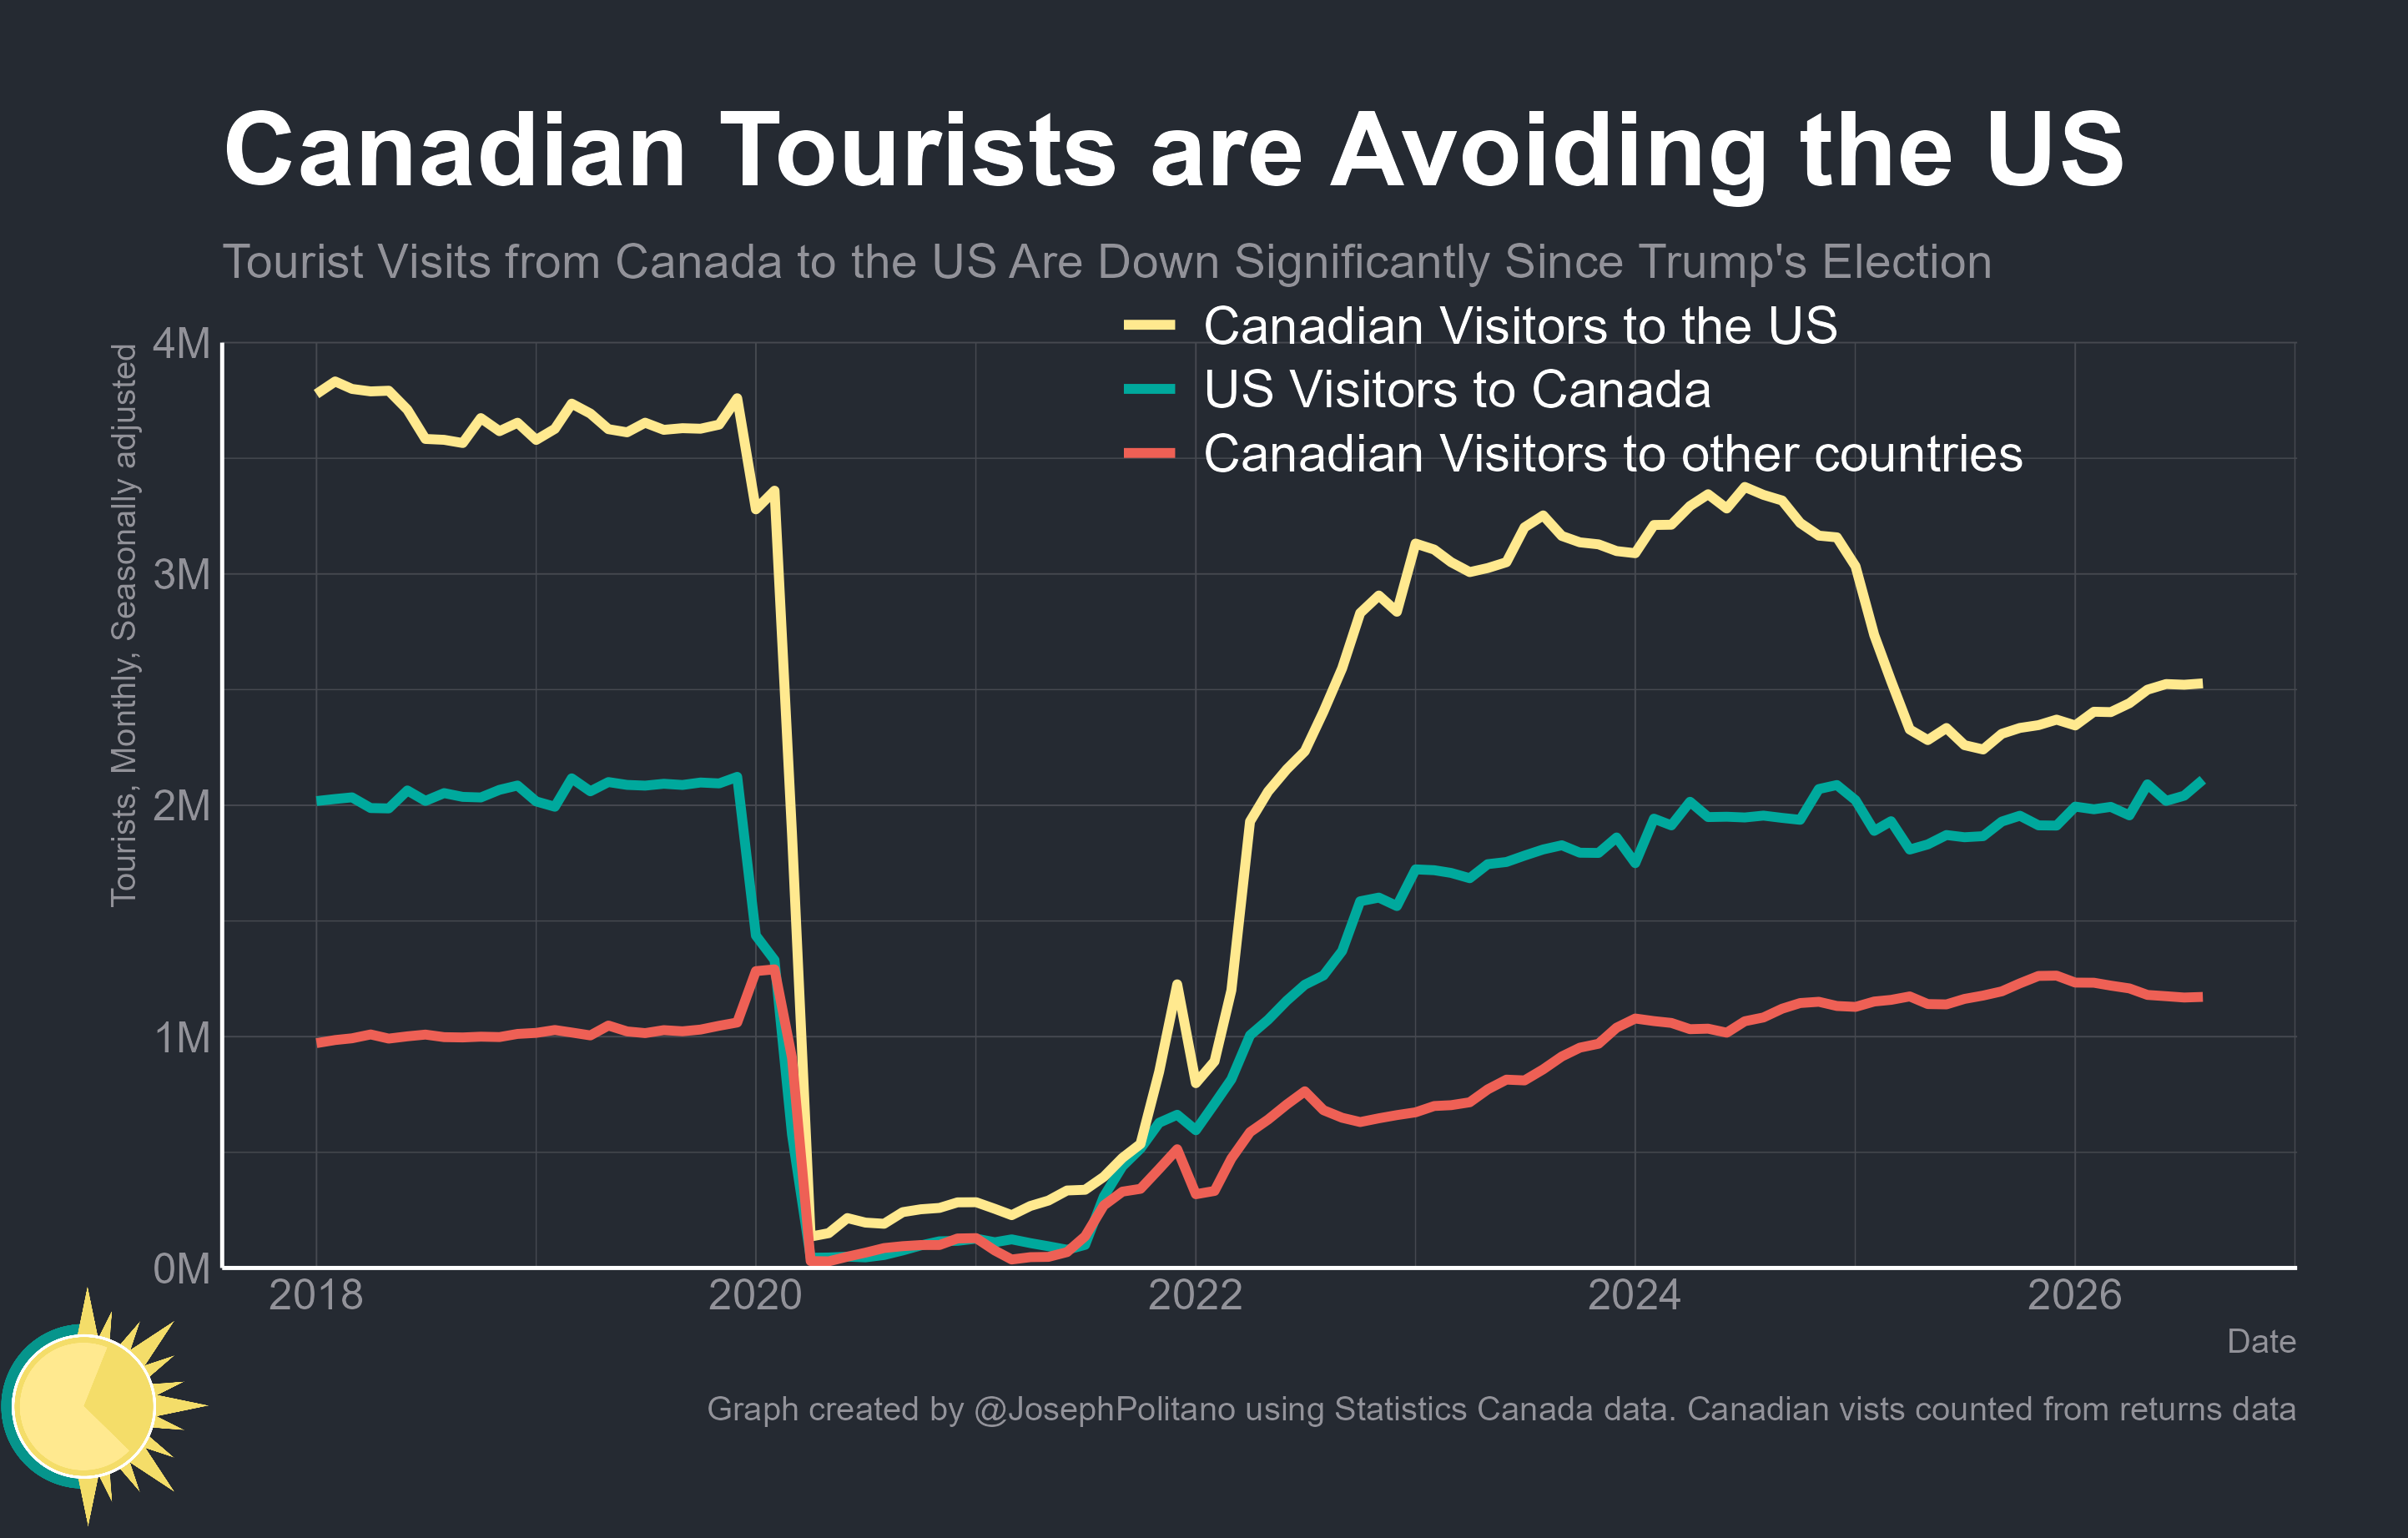 Canadian Tourists are Avoiding the US
Tourist Visits from Canada to the US Are Down Significantly Since Trump's Election
Canadian Visitors to the US
US Visitors to Canada
Canadian Visitors to other countries
Tourists, Monthly, Seasonally adjusted
4M
3M
2M
1M
0M
2018
2020
2022
2024
2026
Date
Graph created by @JosephPolitano using Statistics Canada data. Canadian vists counted from returns data